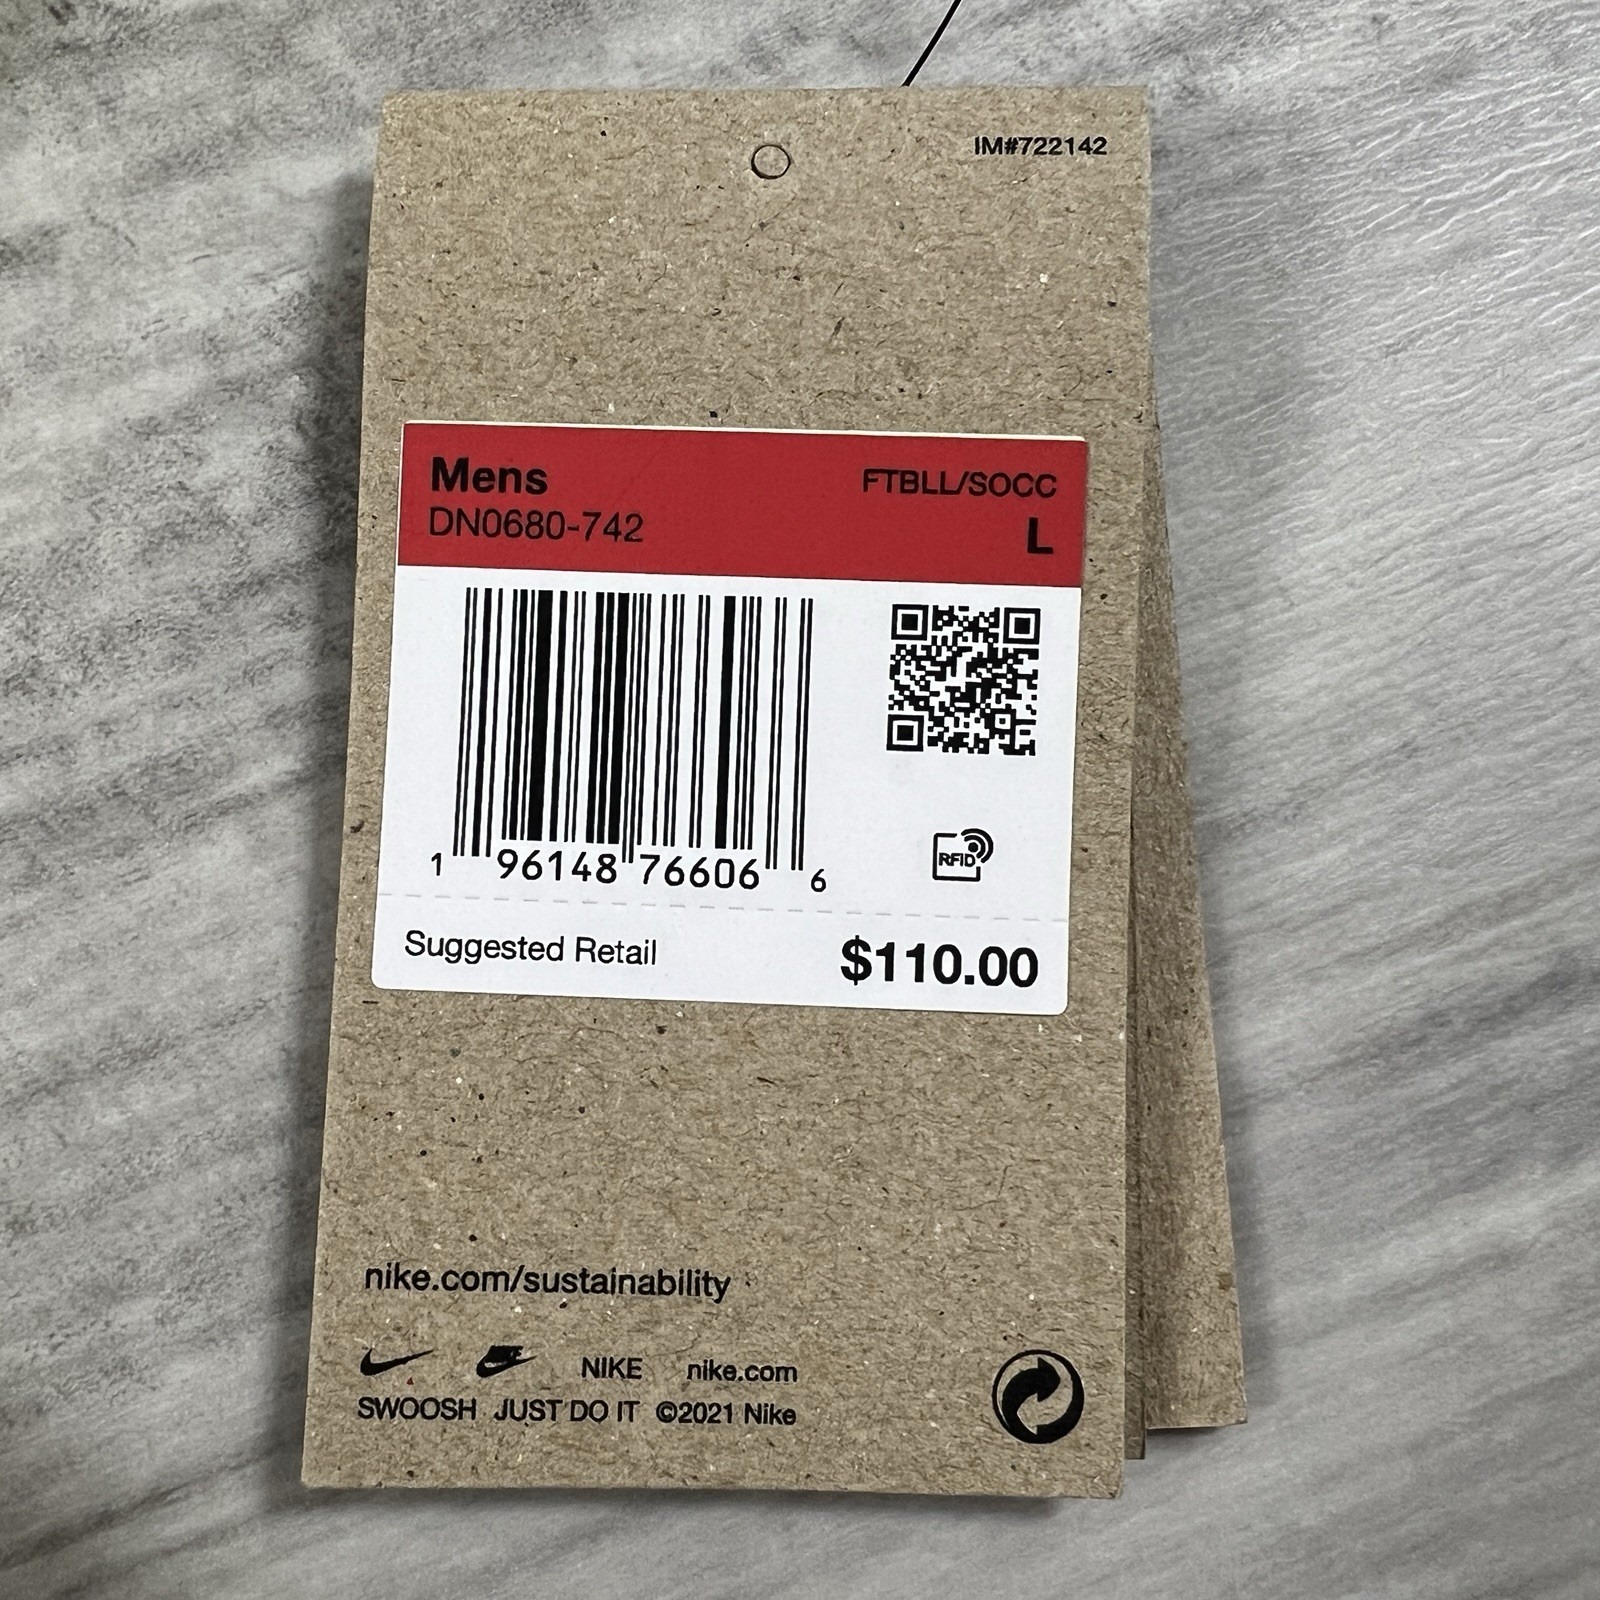 IM#722142
Mens FTBLL/SOCC
DN0680-742 L
1 96148 76606 6
RFID
Suggested Retail $110.00
nike.com/sustainability
NIKE nike.com
SWOOSH JUST DO IT ©2021 Nike